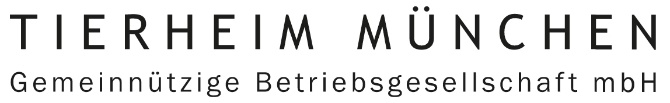 TIERHEIM MÜNCHEN
Gemeinnützige Betriebsgesellschaft mbH